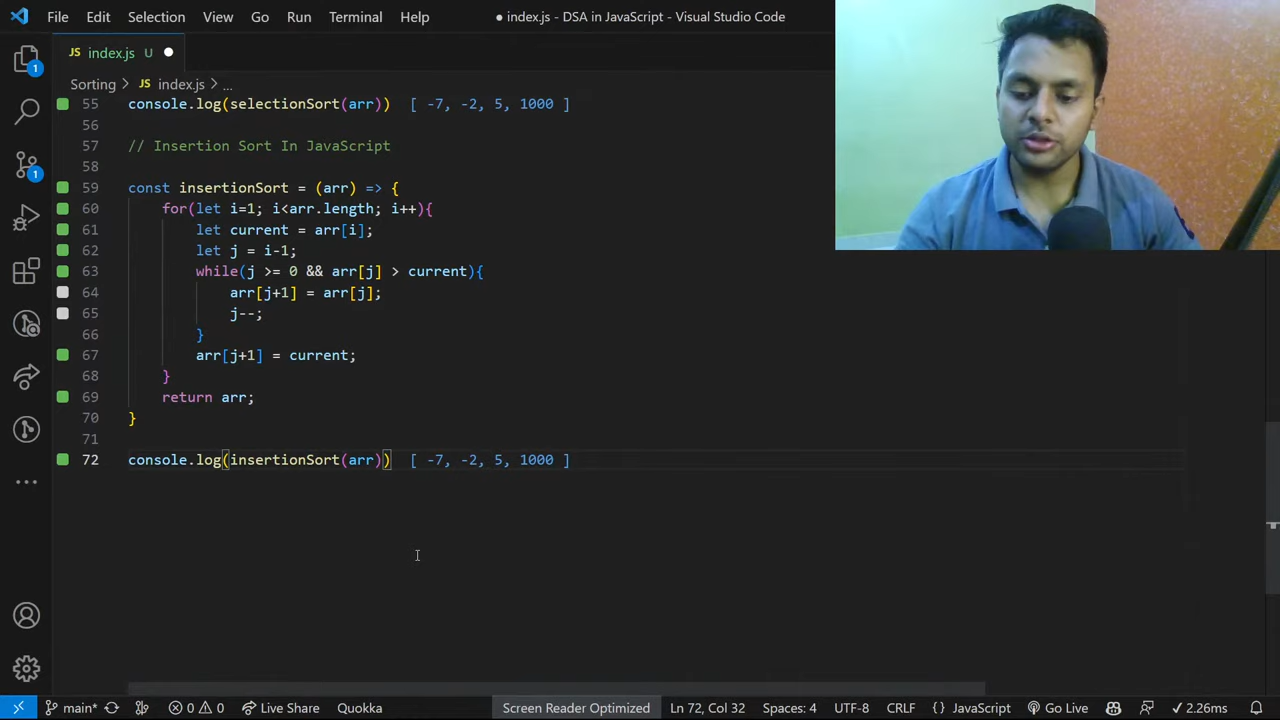 File Edit Selection View Go Run Terminal Help ● index.js - DSA in JavaScript - Visual Studio Code
JS index.js U
Sorting > JS index.js > ...
55 console.log(selectionSort(arr)) [ -7, -2, 5, 1000 ]
56
57 // Insertion Sort In JavaScript
58
59 const insertionSort = (arr) => {
60 for(let i=1; i<arr.length; i++){
61 let current = arr[i];
62 let j = i-1;
63 while(j >= 0 && arr[j] > current){
64 arr[j+1] = arr[j];
65 j--;
66 }
67 arr[j+1] = current;
68 }
69 return arr;
70 }
71
72 console.log(insertionSort(arr)) [ -7, -2, 5, 1000 ]
1
1
main* 0 0 Live Share Quokka Screen Reader Optimized Ln 72, Col 32 Spaces: 4 UTF-8 CRLF {} JavaScript Go Live 2.26ms